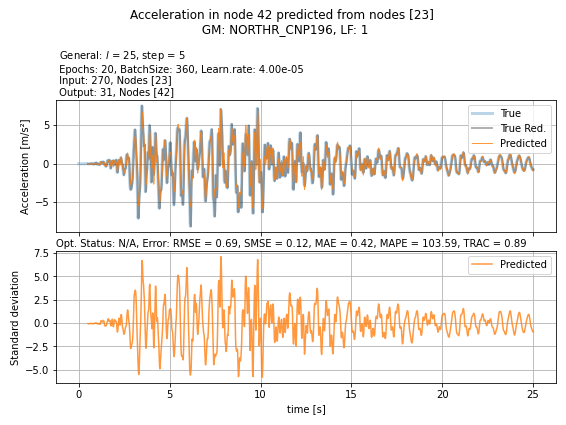 Acceleration in node 42 predicted from nodes [23]
GM: NORTHR_CNP196, LF: 1
General: l = 25, step = 5
Epochs: 20, BatchSize: 360, Learn.rate: 4.00e-05
Input: 270, Nodes [23]
Output: 31, Nodes [42]
Acceleration [m/s²]
5
0
−5
True
True Red.
Predicted
Opt. Status: N/A, Error: RMSE = 0.69, SMSE = 0.12, MAE = 0.42, MAPE = 103.59, TRAC = 0.89
Standard deviation
7.5
5.0
2.5
0.0
−2.5
−5.0
Predicted
0 5 10 15 20 25
time [s]